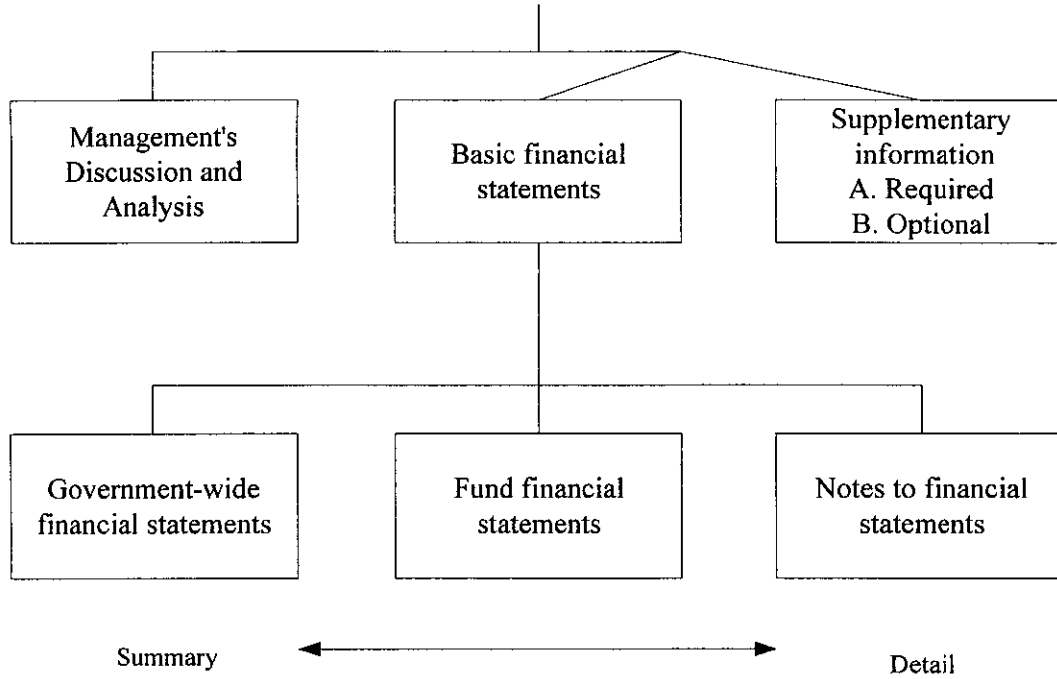 Management's
Discussion and
Analysis
Basic financial
statements
Supplementary
information
A. Required
B. Optional
Government-wide
financial statements
Fund financial
statements
Notes to financial
statements
Summary
Detail